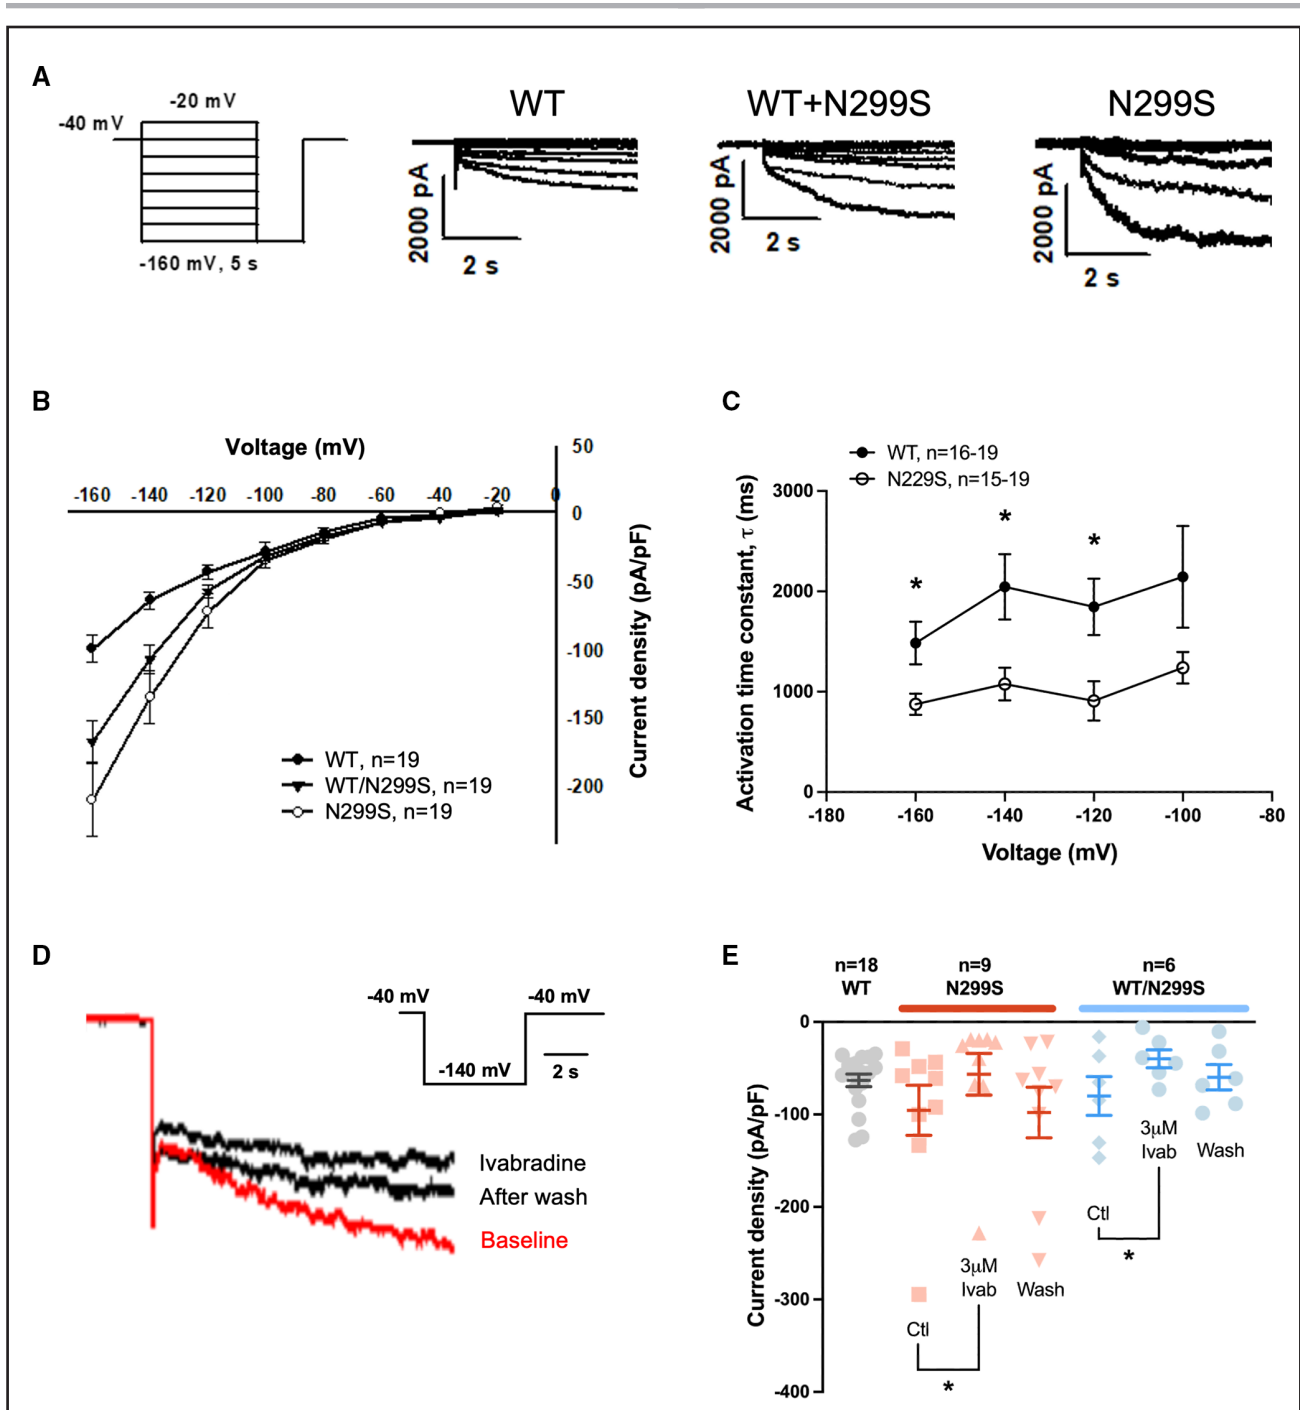 A
-20 mV
-40 mV
-160 mV, 5 s
WT
2000 pA
2 s
WT+N299S
2000 pA
2 s
N299S
2000 pA
2 s
B
Voltage (mV)
-160 -140 -120 -100 -80 -60 -40 -20 0
50
0
-50
-100
-150
-200
Current density (pA/pF)
WT, n=19
WT/N299S, n=19
N299S, n=19
C
WT, n=16-19
N229S, n=15-19
Activation time constant, τ (ms)
3000
2000
1000
0
* * *
-180 -160 -140 -120 -100 -80
Voltage (mV)
D
-40 mV -40 mV
-140 mV
2 s
Ivabradine
After wash
Baseline
E
n=18
WT
n=9
N299S
n=6
WT/N299S
Current density (pA/pF)
0
-100
-200
-300
-400
Ctl
3μM
Ivab
Wash
*
Ctl
3μM
Ivab
Wash
*